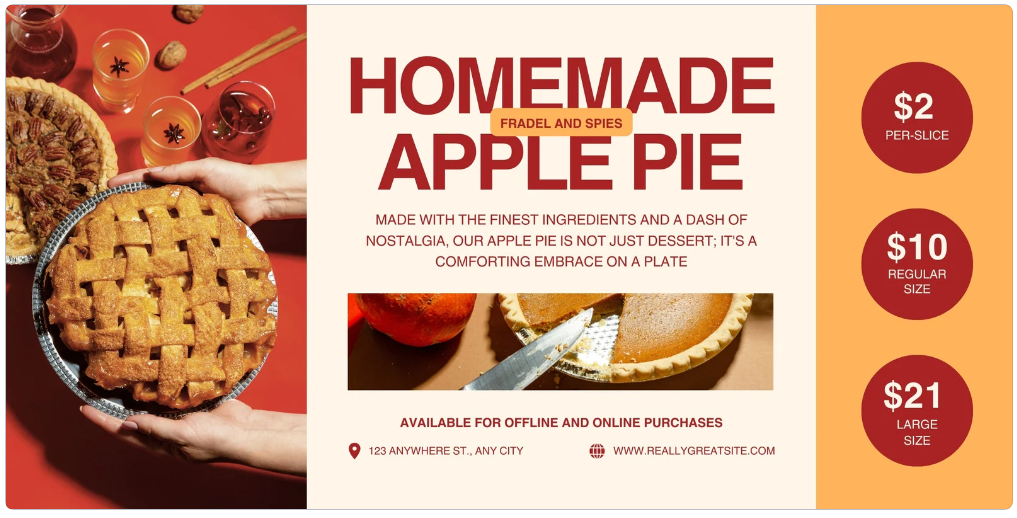 HOMEMADE
FRADEL AND SPIES
APPLE PIE
MADE WITH THE FINEST INGREDIENTS AND A DASH OF
NOSTALGIA, OUR APPLE PIE IS NOT JUST DESSERT; IT'S A
COMFORTING EMBRACE ON A PLATE
AVAILABLE FOR OFFLINE AND ONLINE PURCHASES
123 ANYWHERE ST., ANY CITY
WWW.REALLYGREATSITE.COM
$2
PER-SLICE
$10
REGULAR
SIZE
$21
LARGE
SIZE